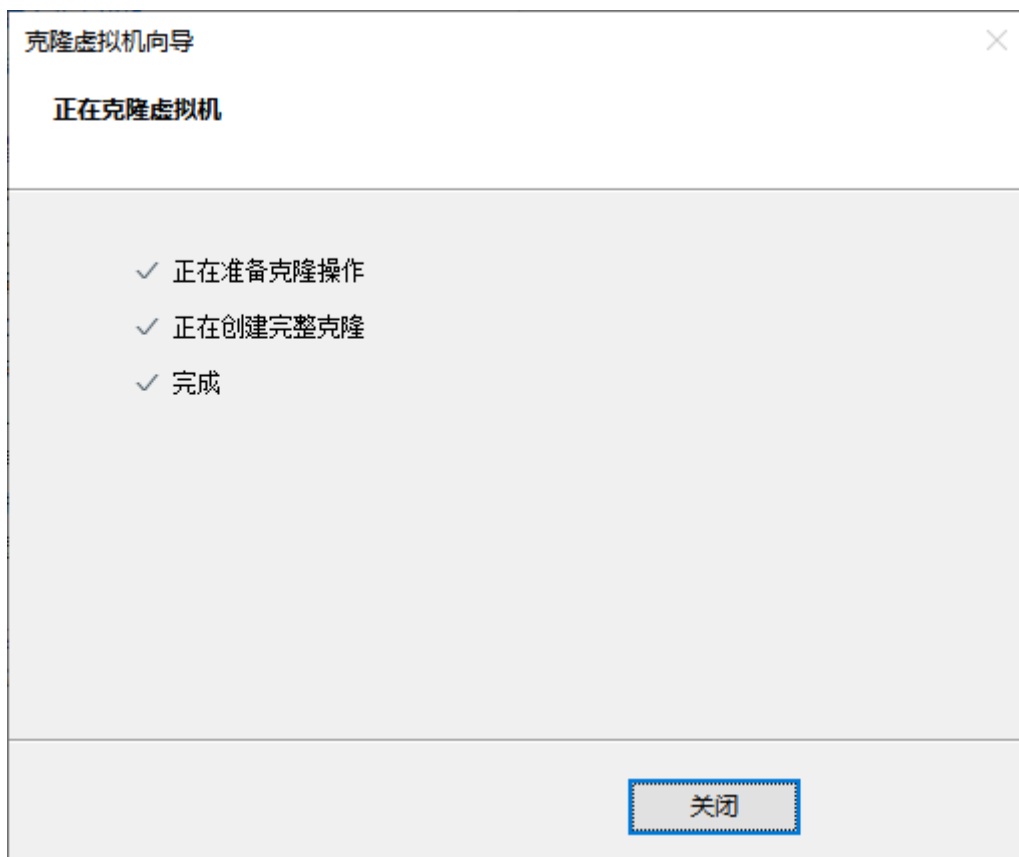 克隆虚拟机向导
正在克隆虚拟机
正在准备克隆操作
正在创建完整克隆
完成
关闭